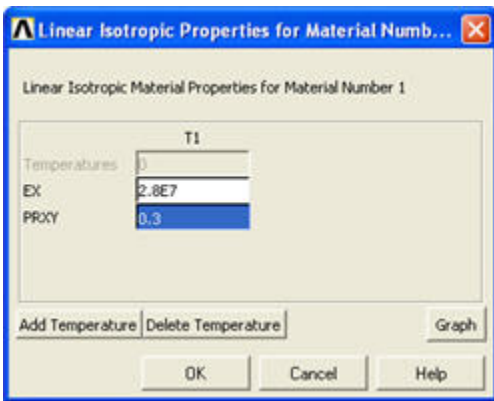 Linear Isotropic Properties for Material Numb...
Linear Isotropic Material Properties for Material Number 1
T1
Temperatures 0
EX 2.8E7
PRXY 0.3
Add Temperature Delete Temperature Graph
OK Cancel Help